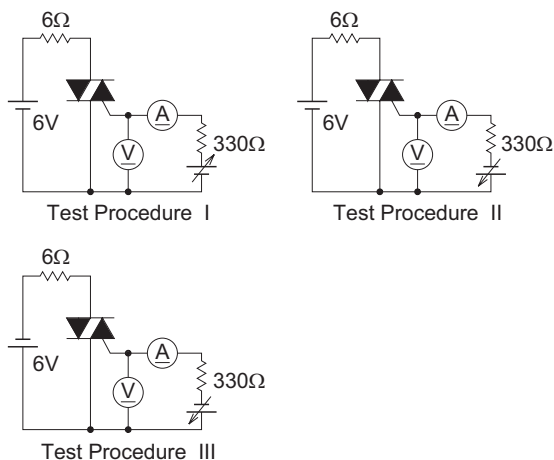 6Ω
6V
A
V
330Ω
Test Procedure I
6Ω
6V
A
V
330Ω
Test Procedure II
6Ω
6V
A
V
330Ω
Test Procedure III